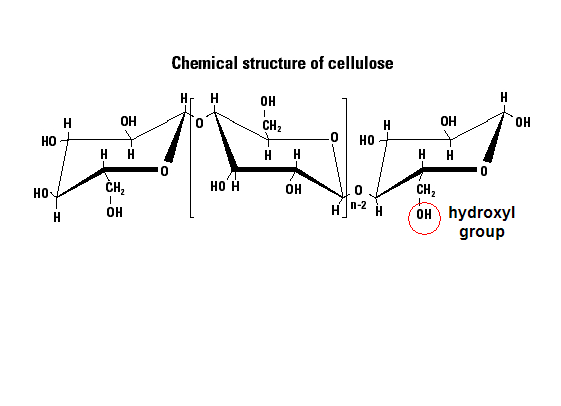 Chemical structure of cellulose
H H OH H
H OH O CH₂ H OH OH
HO H H H H O HO H H
O O
HO CH₂ HO H OH O HO CH₂
H OH H n-2 H OH hydroxyl
group